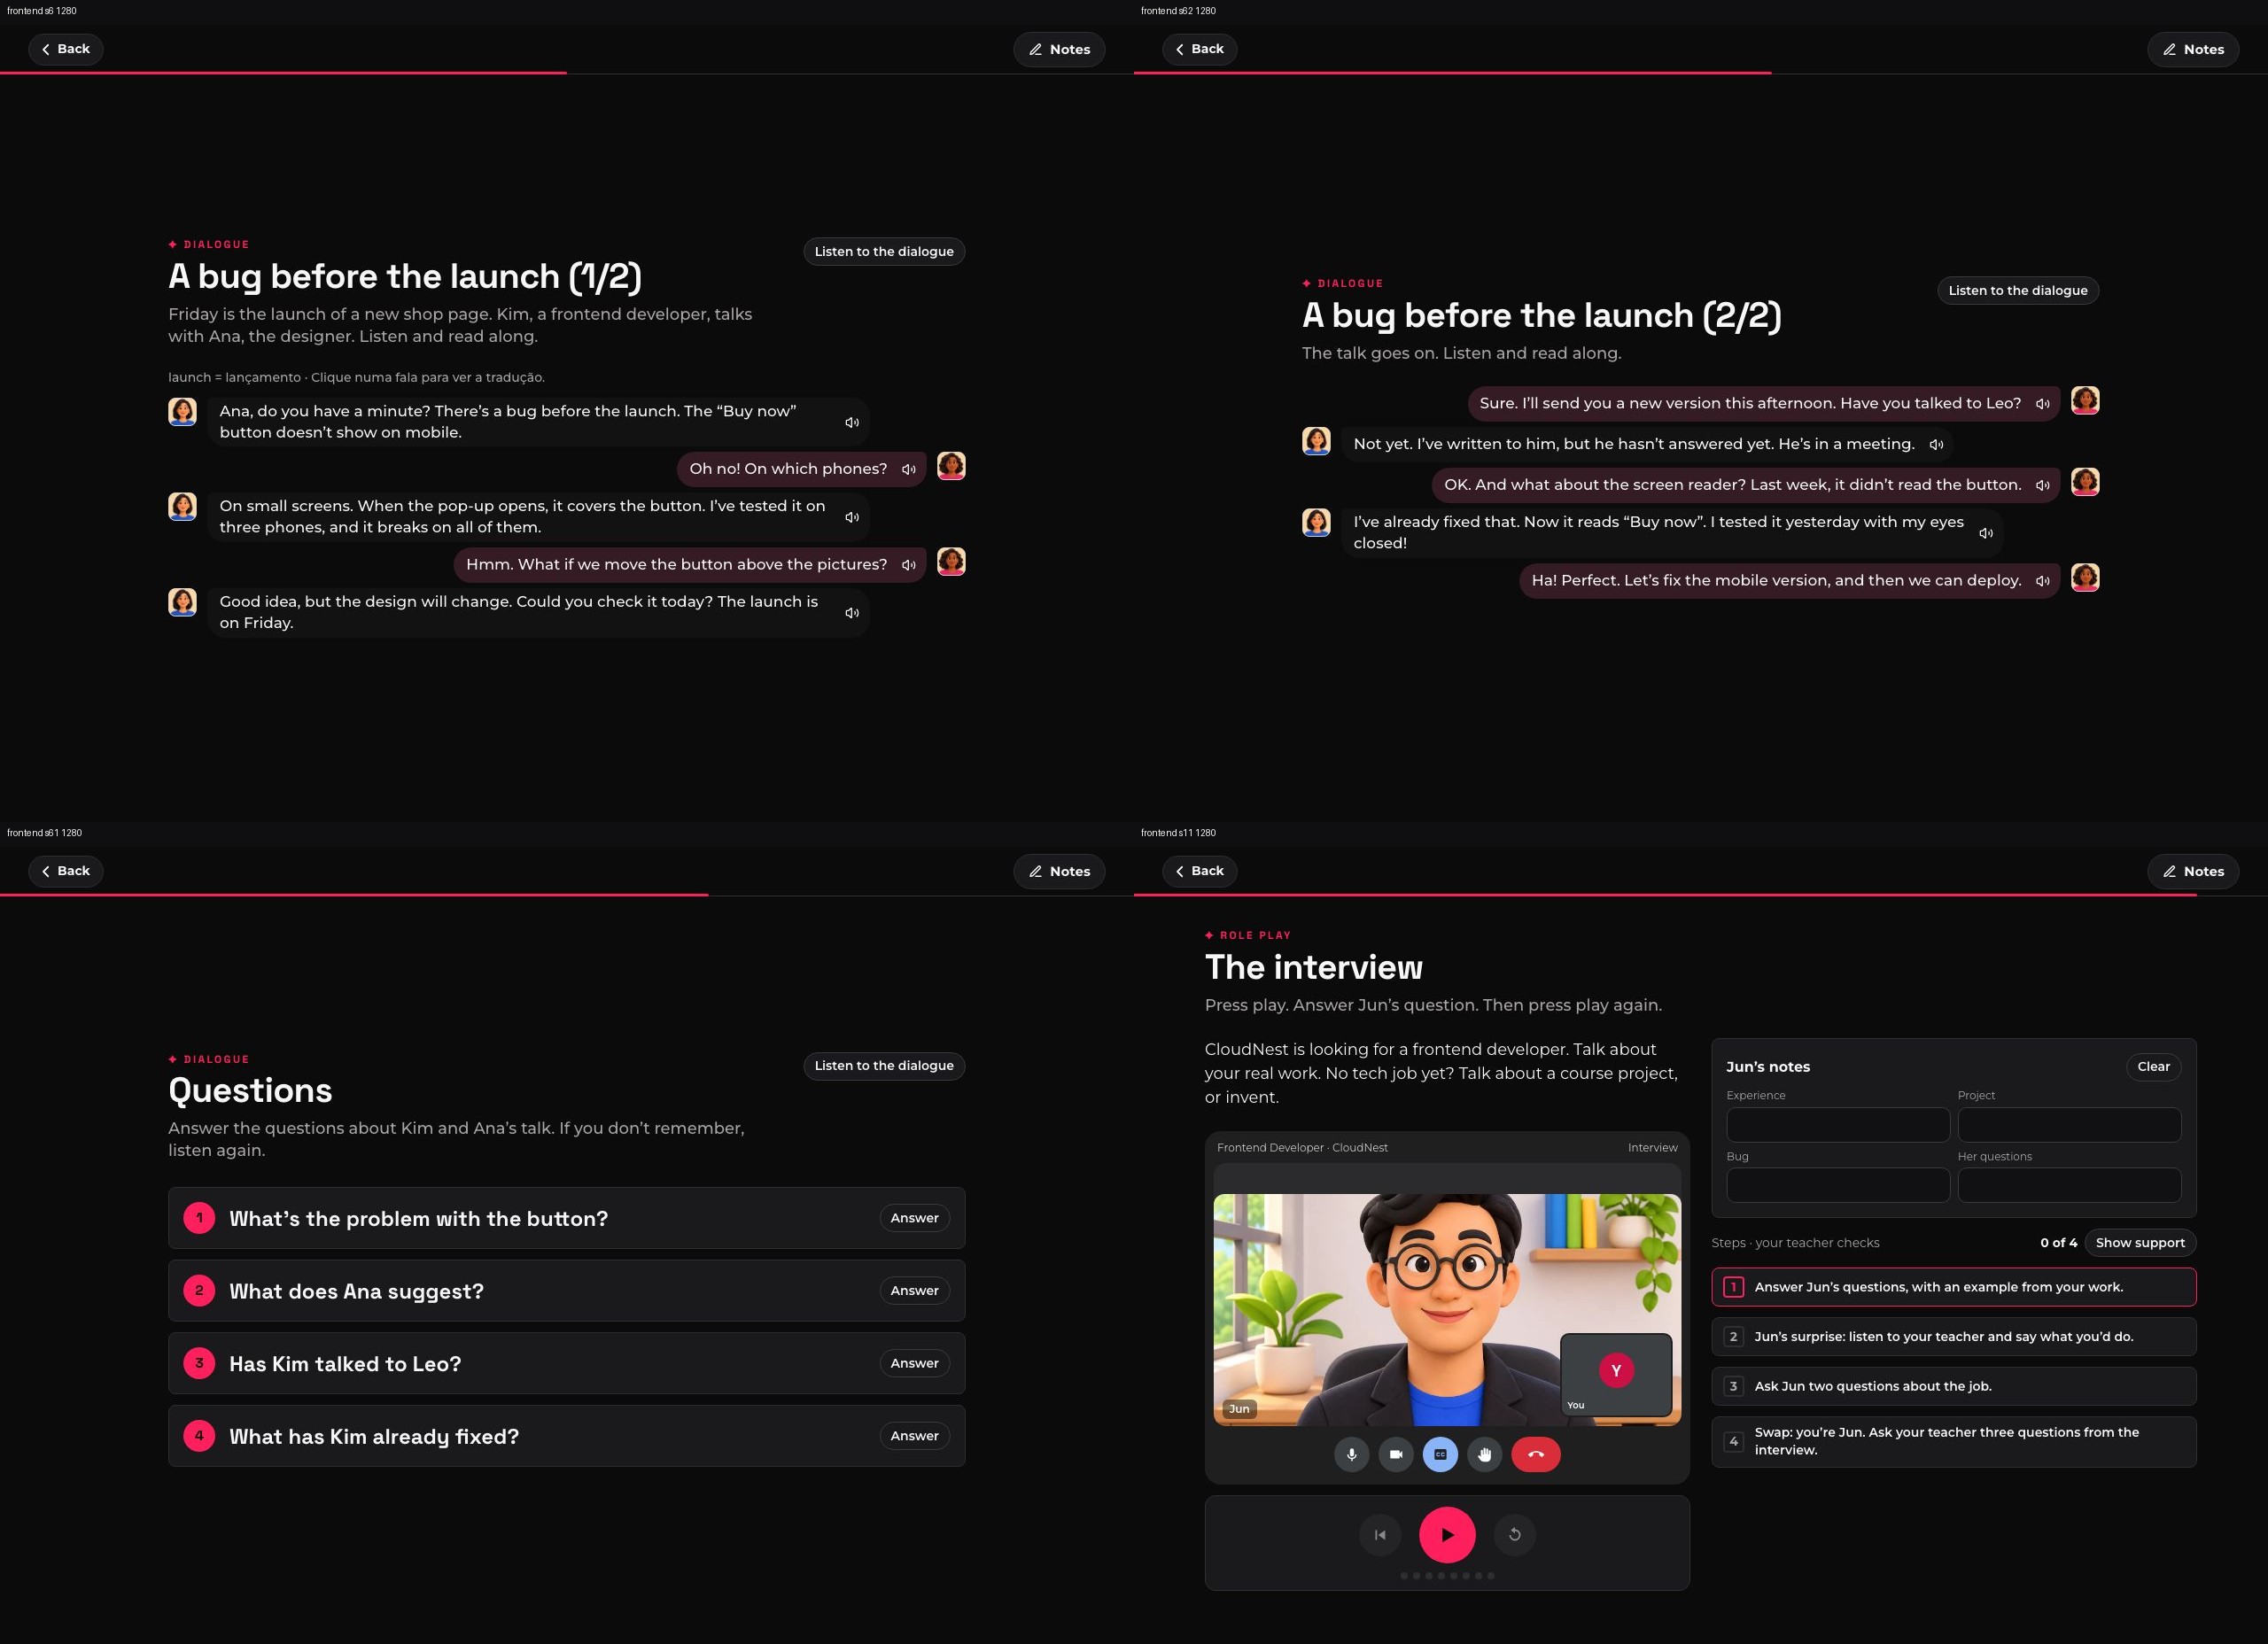 frontend s6 1280
Back
Notes
DIALOGUE
Listen to the dialogue
A bug before the launch (1/2)
Friday is the launch of a new shop page. Kim, a frontend developer, talks
with Ana, the designer. Listen and read along.
launch = lançamento · Clique numa fala para ver a tradução.
Ana, do you have a minute? There’s a bug before the launch. The “Buy now”
button doesn’t show on mobile.
Oh no! On which phones?
On small screens. When the pop-up opens, it covers the button. I’ve tested it on
three phones, and it breaks on all of them.
Hmm. What if we move the button above the pictures?
Good idea, but the design will change. Could you check it today? The launch is
on Friday.
frontend s62 1280
Back
Notes
DIALOGUE
Listen to the dialogue
A bug before the launch (2/2)
The talk goes on. Listen and read along.
Sure. I’ll send you a new version this afternoon. Have you talked to Leo?
Not yet. I’ve written to him, but he hasn’t answered yet. He’s in a meeting.
OK. And what about the screen reader? Last week, it didn’t read the button.
I’ve already fixed that. Now it reads “Buy now”. I tested it yesterday with my eyes
closed!
Ha! Perfect. Let’s fix the mobile version, and then we can deploy.
frontend s61 1280
Back
Notes
DIALOGUE
Listen to the dialogue
Questions
Answer the questions about Kim and Ana’s talk. If you don’t remember,
listen again.
1 What’s the problem with the button? Answer
2 What does Ana suggest? Answer
3 Has Kim talked to Leo? Answer
4 What has Kim already fixed? Answer
frontend s11 1280
Back
Notes
ROLE PLAY
The interview
Press play. Answer Jun’s question. Then press play again.
CloudNest is looking for a frontend developer. Talk about
your real work. No tech job yet? Talk about a course project,
or invent.
Frontend Developer · CloudNest Interview
Jun
Y
You
CC
Jun’s notes Clear
Experience Project
Bug Her questions
Steps · your teacher checks 0 of 4 Show support
1 Answer Jun’s questions, with an example from your work.
2 Jun’s surprise: listen to your teacher and say what you’d do.
3 Ask Jun two questions about the job.
4 Swap: you’re Jun. Ask your teacher three questions from the
interview.